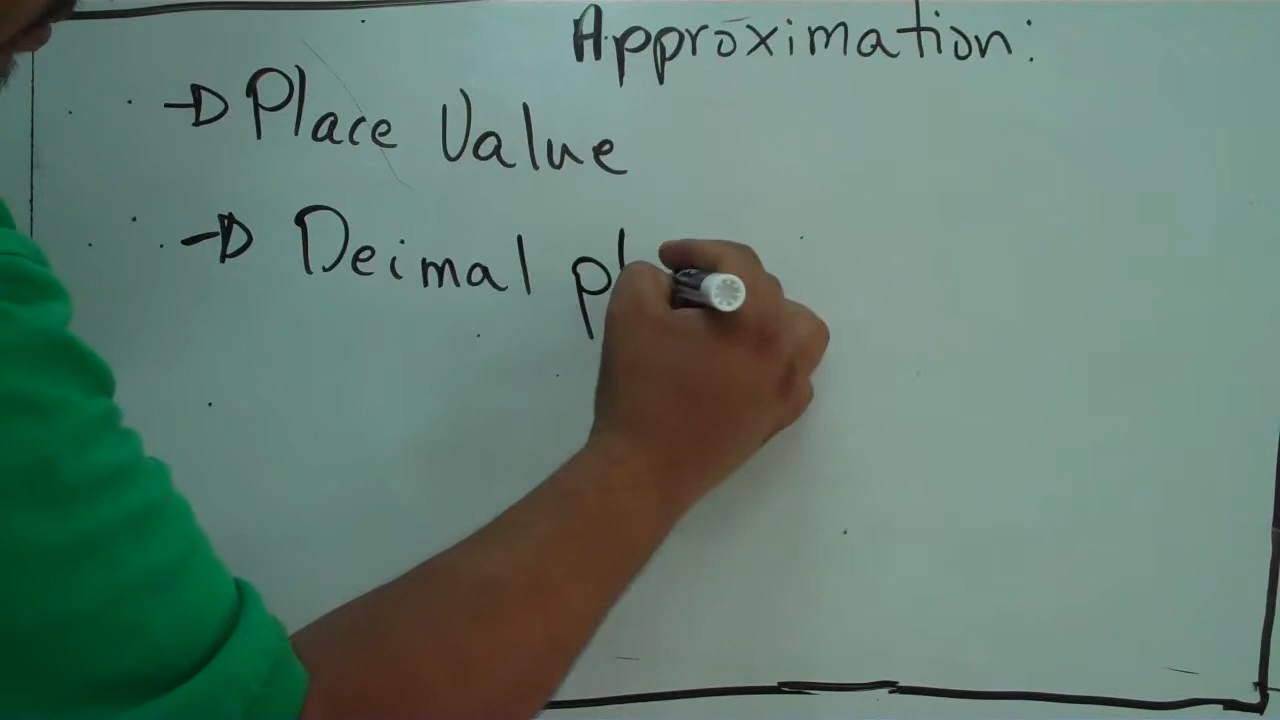 Approximation:
→ Place Value
→ Deimal pl